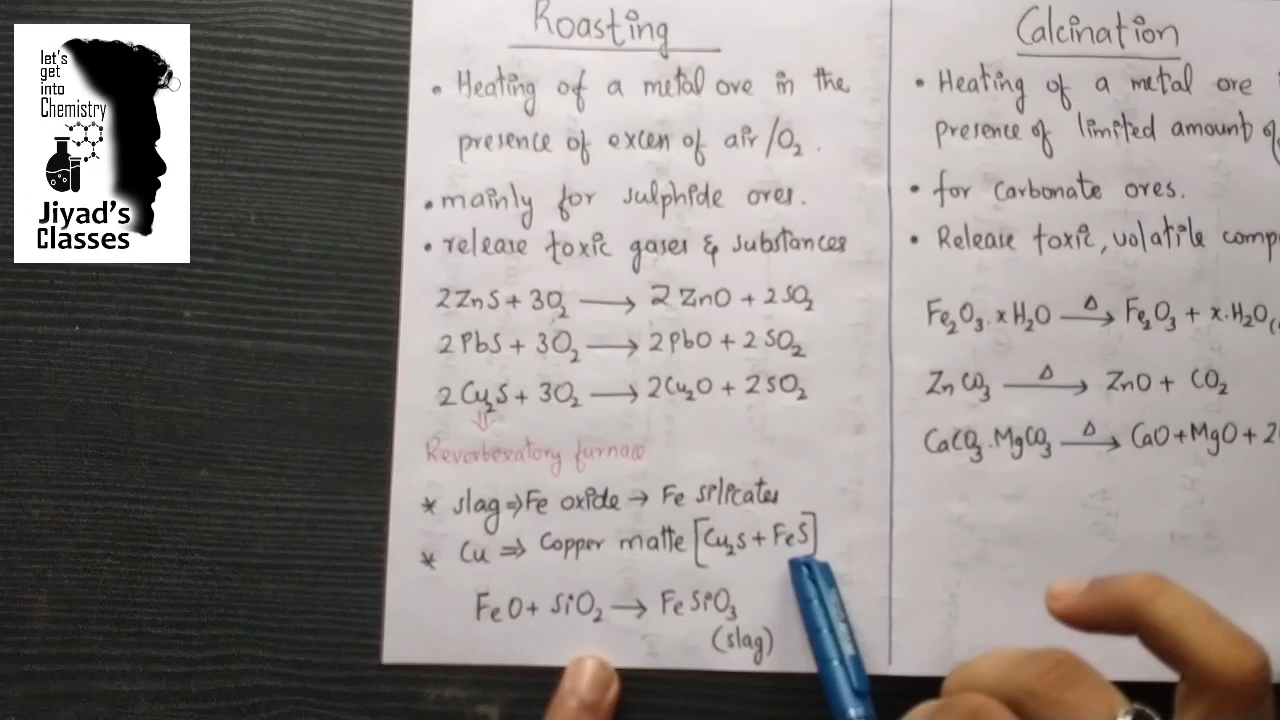 let's
get
into
Chemistry
Jiyad's
Classes
Roasting
• Heating of a metal ore in the
presence of excen of air/O₂.
• mainly for sulphide ores.
• release toxic gases & substances
2ZnS + 3O₂ → 2ZnO + 2SO₂
2PbS + 3O₂ → 2PbO + 2SO₂
2Cu₂S + 3O₂ → 2Cu₂O + 2SO₂
⇓
Reverberatory furnace
* slag ⇒ Fe oxide → Fe silicates
* Cu ⇒ Copper matte [Cu₂S + FeS]
FeO + SiO₂ → FeSiO₃
(slag)
Calcination
• Heating of a metal ore
presence of limited amount of
• for Carbonate ores.
• Release toxic, volatile comp
Fe₂O₃.xH₂O —Δ→ Fe₂O₃ + x.H₂O(
ZnCO₃ —Δ→ ZnO + CO₂
CaCO₃.MgCO₃ —Δ→ CaO + MgO + 2